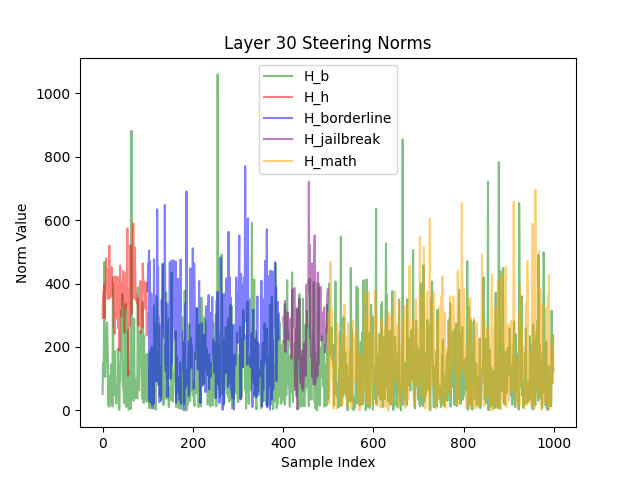 Layer 30 Steering Norms
H_b
H_h
H_borderline
H_jailbreak
H_math
Norm Value
1000
800
600
400
200
0
0
200
400
600
800
1000
Sample Index